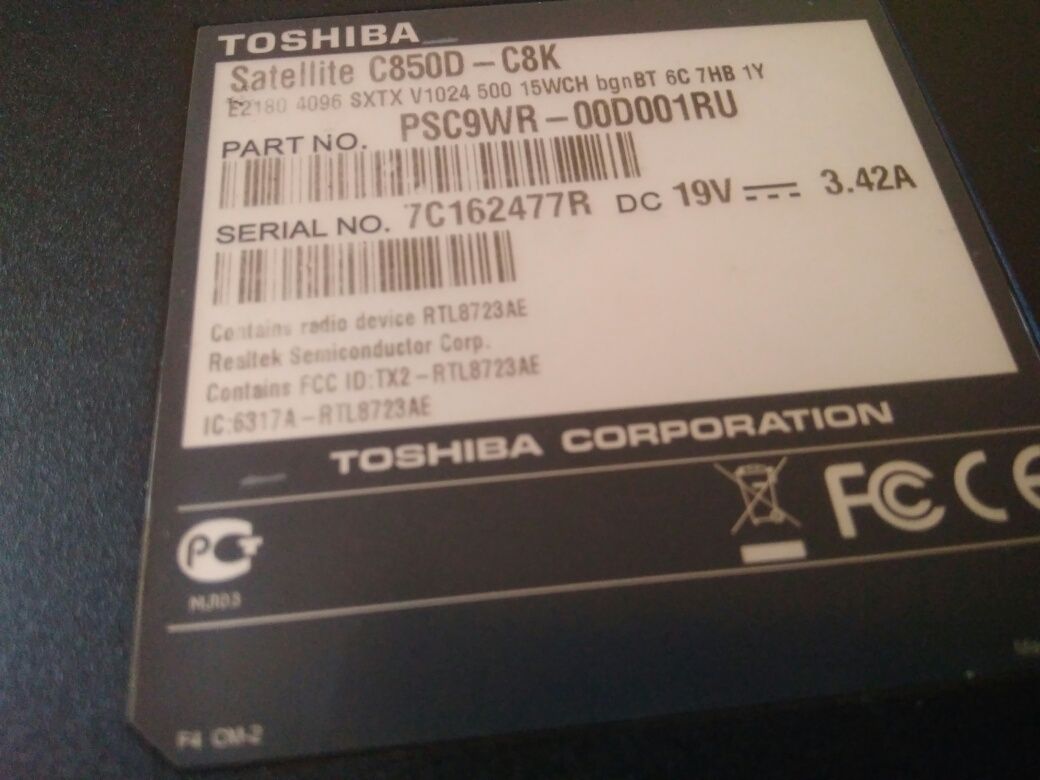 TOSHIBA
Satellite C850D-C8K
E2180 4096 SXTX V1024 500 15WCH bgnBT 6C 7HB 1Y
PART NO. PSC9WR-00D001RU
SERIAL NO. 7C162477R DC 19V 3.42A
Contains radio device RTL8723AE
Realtek Semiconductor Corp.
Contains FCC ID:TX2-RTL8723AE
IC:6317A-RTL8723AE
TOSHIBA CORPORATION
FC CE
РСТ
МЛ03
F4 CM-2